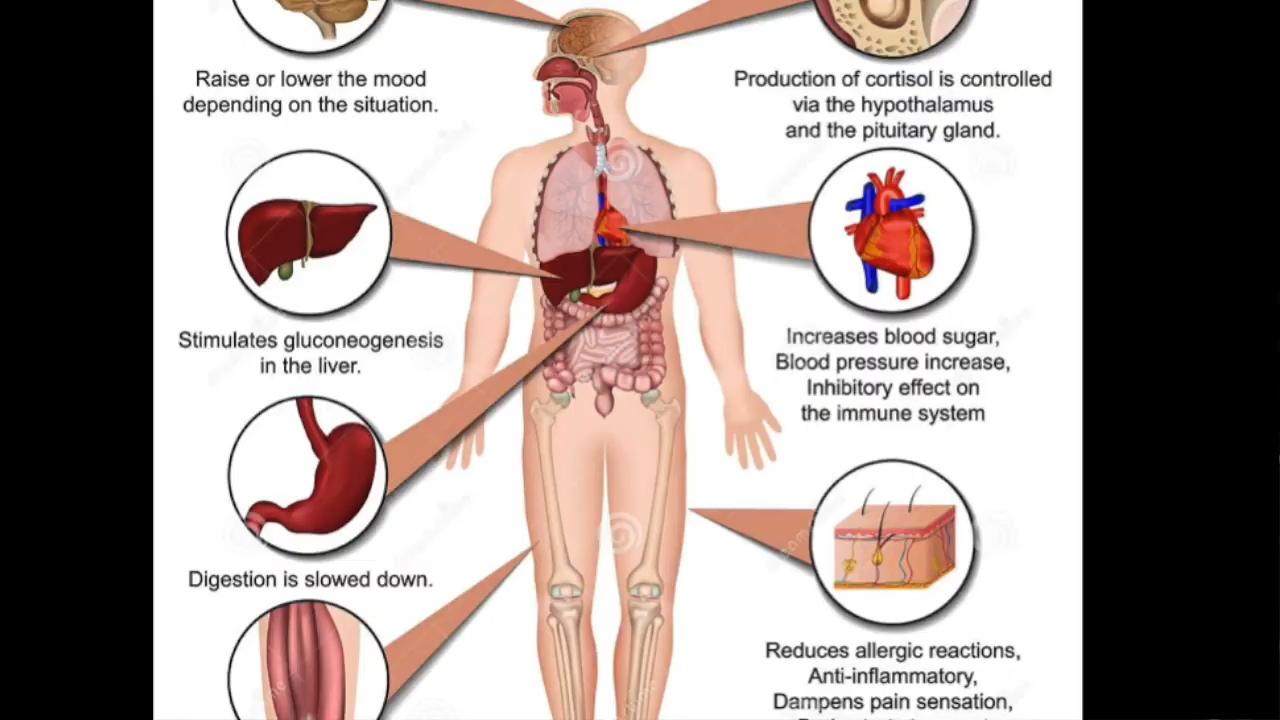 Raise or lower the mood
depending on the situation.
Production of cortisol is controlled
via the hypothalamus
and the pituitary gland.
Stimulates gluconeogenesis
in the liver.
Increases blood sugar,
Blood pressure increase,
Inhibitory effect on
the immune system
Digestion is slowed down.
Reduces allergic reactions,
Anti-inflammatory,
Dampens pain sensation,